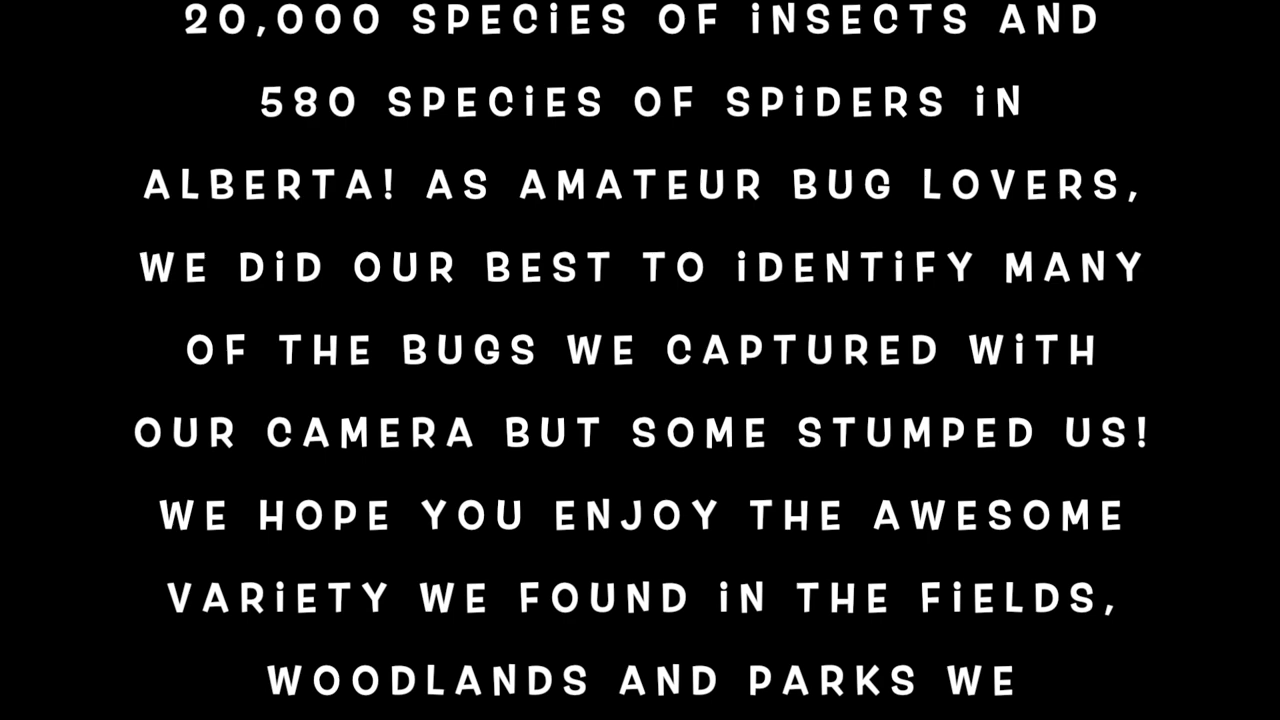 20,000 SPECiES OF iNSECTS AND
580 SPECiES OF SPiDERS iN
ALBERTA! AS AMATEUR BUG LOVERS,
WE DiD OUR BEST TO iDENTiFY MANY
OF THE BUGS WE CAPTURED WiTH
OUR CAMERA BUT SOME STUMPED US!
WE HOPE YOU ENJOY THE AWESOME
VARiETY WE FOUND iN THE FiELDS,
WOODLANDS AND PARKS WE